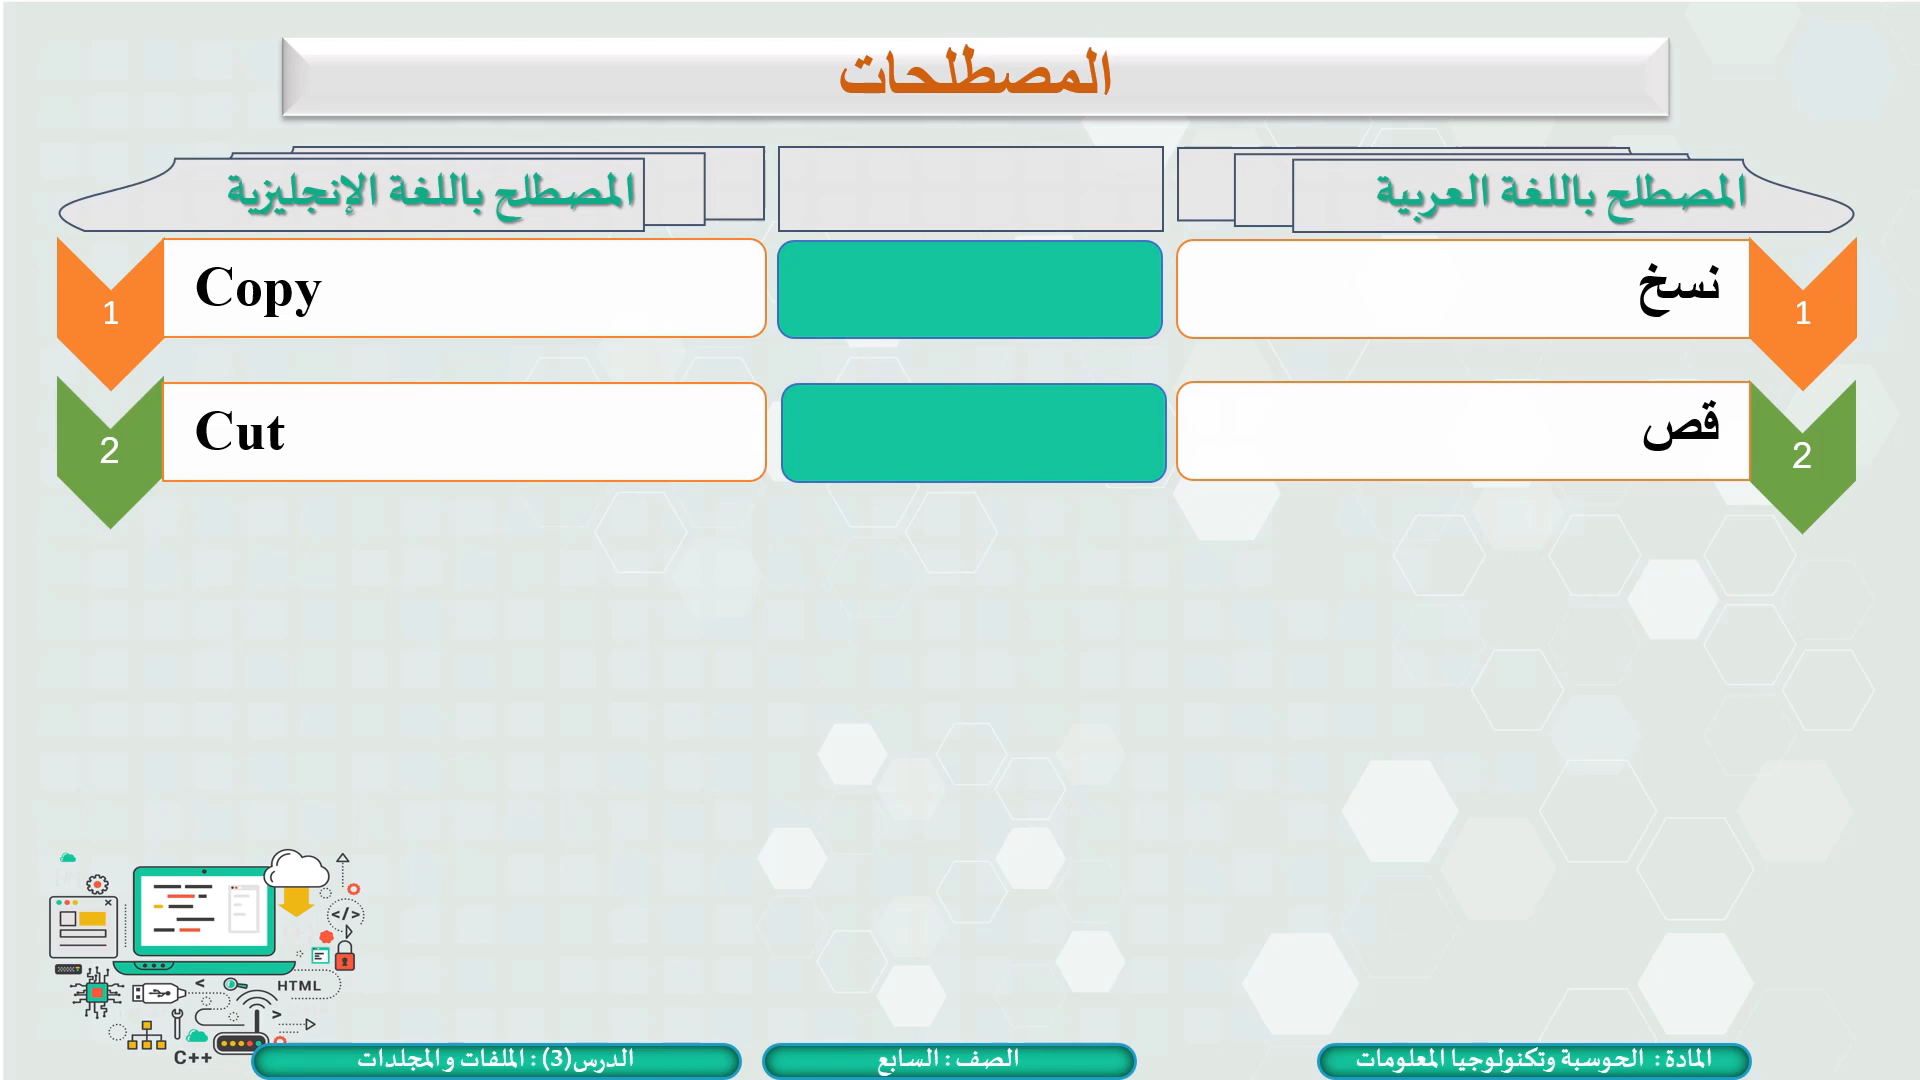 المصطلحات
المصطلح باللغة العربية
المصطلح باللغة الإنجليزية
1
نسخ
Copy
1
2
قص
Cut
2
</>
HTML
C++
المادة : الحوسبة وتكنولوجيا المعلومات
الصف : السابع
الدرس(3) : الملفات و المجلدات